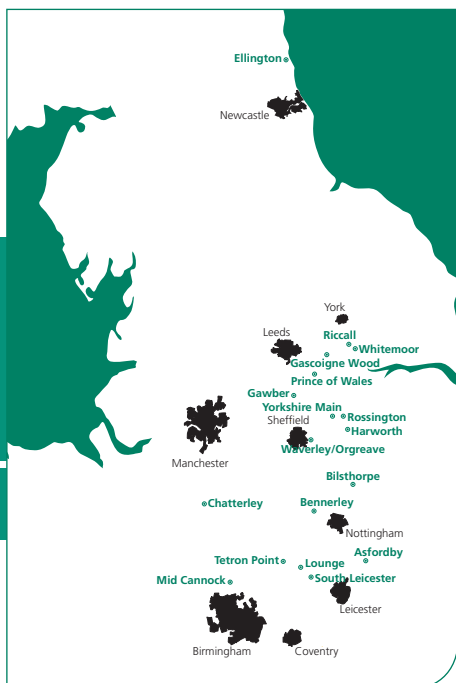 Ellington
Newcastle
York
Leeds
Riccall
Whitemoor
Gascoigne Wood
Prince of Wales
Gawber
Yorkshire Main
Rossington
Sheffield
Harworth
Waverley/Orgreave
Manchester
Bilsthorpe
Chatterley
Bennerley
Nottingham
Asfordby
Tetron Point
Lounge
Mid Cannock
South Leicester
Leicester
Birmingham
Coventry